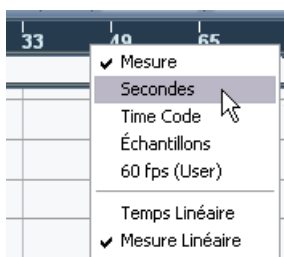 33 49 65
Mesure
Secondes
Time Code
Échantillons
60 fps (User)
Temps Linéaire
Mesure Linéaire